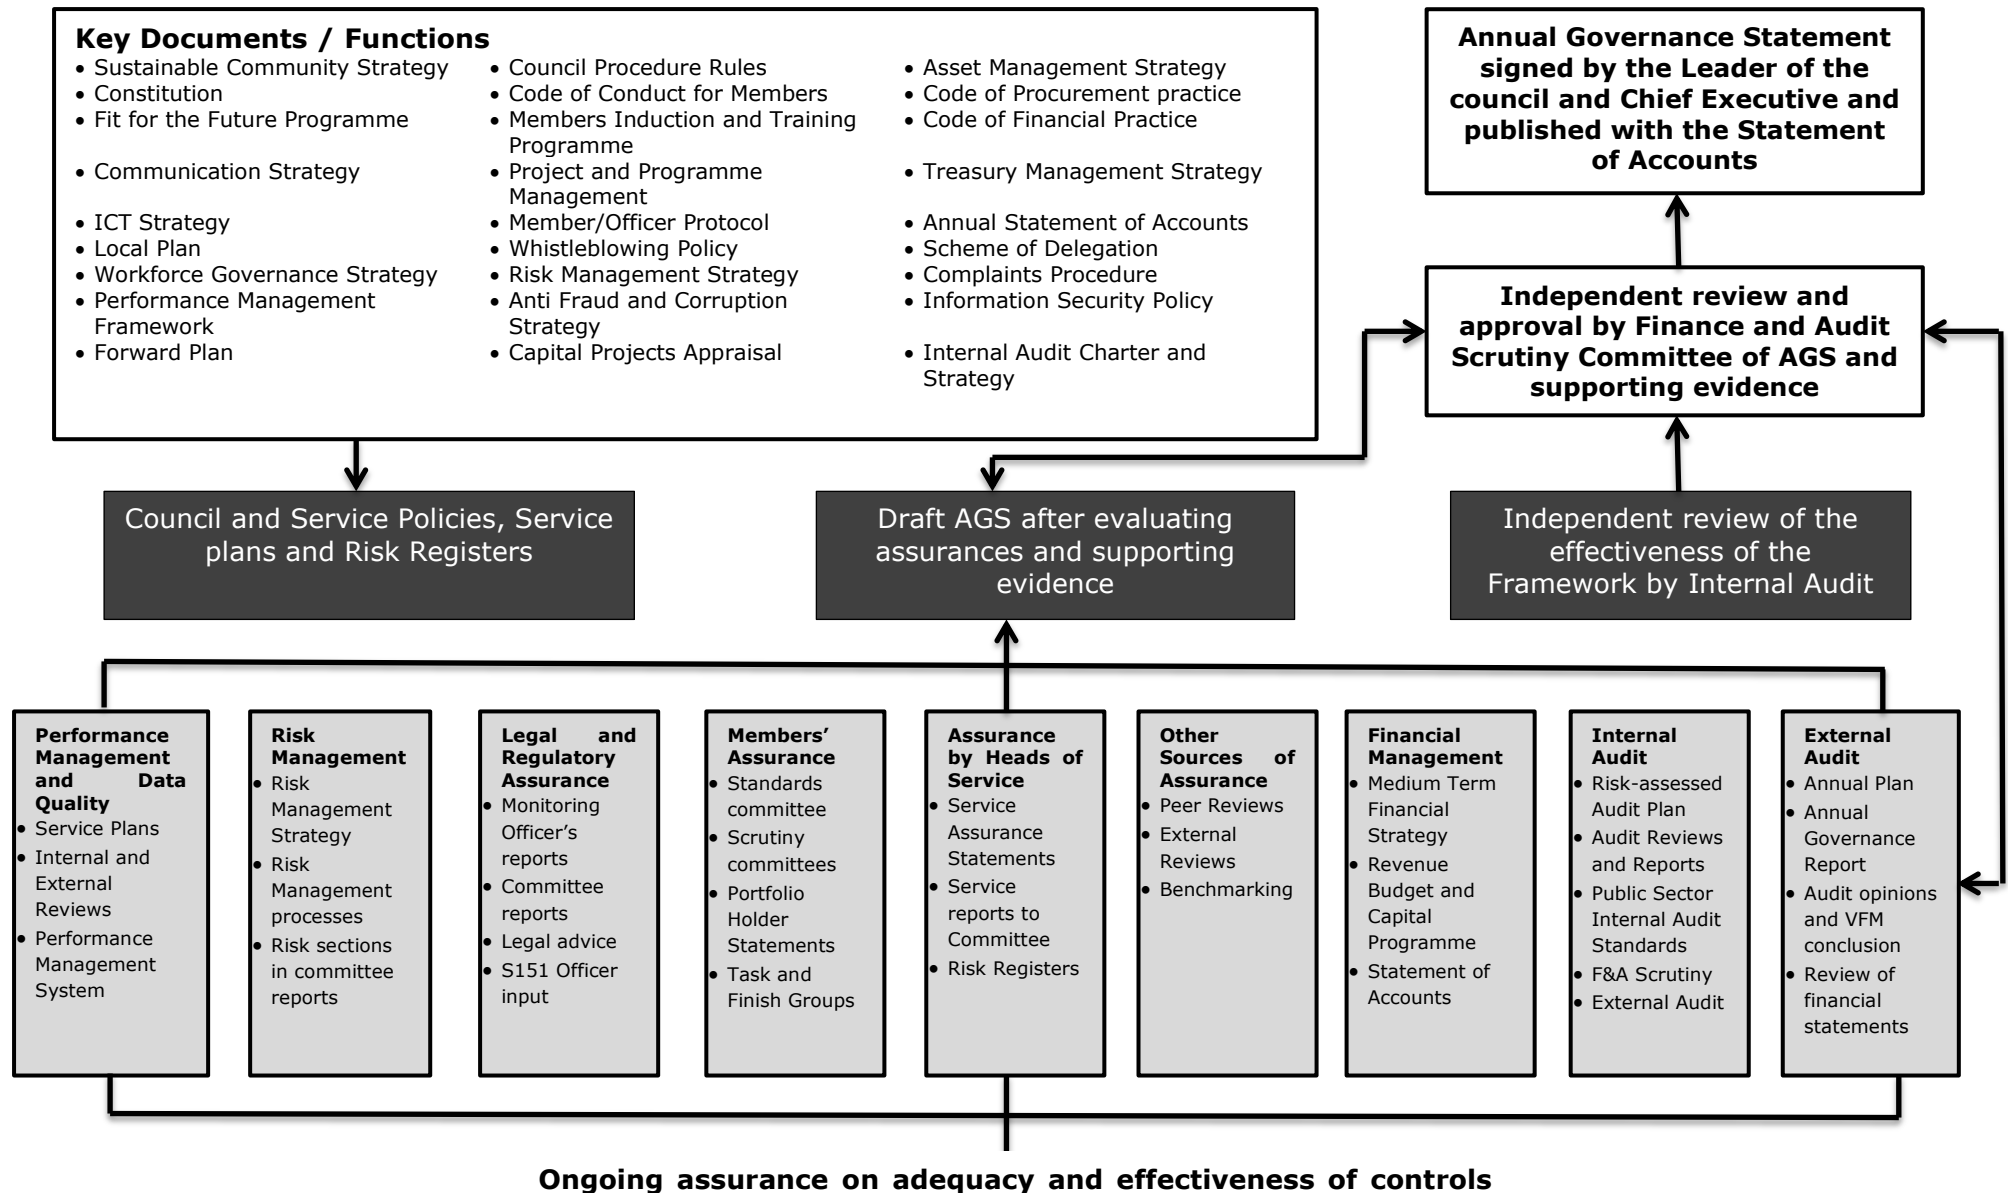 Key Documents / Functions
• Sustainable Community Strategy
• Constitution
• Fit for the Future Programme
• Communication Strategy
• ICT Strategy
• Local Plan
• Workforce Governance Strategy
• Performance Management
Framework
• Forward Plan
• Council Procedure Rules
• Code of Conduct for Members
• Members Induction and Training
Programme
• Project and Programme
Management
• Member/Officer Protocol
• Whistleblowing Policy
• Risk Management Strategy
• Anti Fraud and Corruption
Strategy
• Capital Projects Appraisal
• Asset Management Strategy
• Code of Procurement practice
• Code of Financial Practice
• Treasury Management Strategy
• Annual Statement of Accounts
• Scheme of Delegation
• Complaints Procedure
• Information Security Policy
• Internal Audit Charter and
Strategy
Annual Governance Statement
signed by the Leader of the
council and Chief Executive and
published with the Statement
of Accounts
Independent review and
approval by Finance and Audit
Scrutiny Committee of AGS and
supporting evidence
Council and Service Policies, Service
plans and Risk Registers
Draft AGS after evaluating
assurances and supporting
evidence
Independent review of the
effectiveness of the
Framework by Internal Audit
Performance
Management
and Data
Quality
• Service Plans
• Internal and
External
Reviews
• Performance
Management
System
Risk
Management
• Risk
Management
Strategy
• Risk
Management
processes
• Risk sections
in committee
reports
Legal and
Regulatory
Assurance
• Monitoring
Officer’s
reports
• Committee
reports
• Legal advice
• S151 Officer
input
Members’
Assurance
• Standards
committee
• Scrutiny
committees
• Portfolio
Holder
Statements
• Task and
Finish Groups
Assurance
by Heads of
Service
• Service
Assurance
Statements
• Service
reports to
Committee
• Risk Registers
Other
Sources of
Assurance
• Peer Reviews
• External
Reviews
• Benchmarking
Financial
Management
• Medium Term
Financial
Strategy
• Revenue
Budget and
Capital
Programme
• Statement of
Accounts
Internal
Audit
• Risk-assessed
Audit Plan
• Audit Reviews
and Reports
• Public Sector
Internal Audit
Standards
• F&A Scrutiny
• External Audit
External
Audit
• Annual Plan
• Annual
Governance
Report
• Audit opinions
and VFM
conclusion
• Review of
financial
statements
Ongoing assurance on adequacy and effectiveness of controls